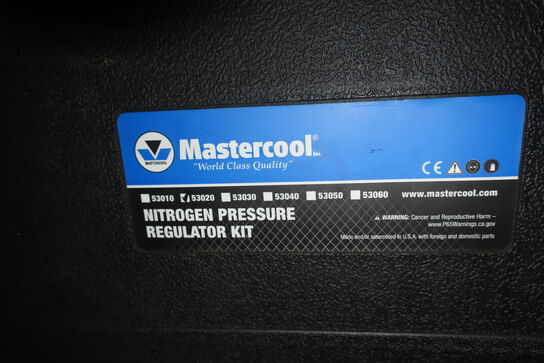 Mastercool® Inc.
"World Class Quality"
MASTERCOOL
CE
53010 53020 53030 53040 53050 53060 www.mastercool.com
NITROGEN PRESSURE
REGULATOR KIT
WARNING: Cancer and Reproductive Harm –
www.P65Warnings.ca.gov
Made and/or assembled in U.S.A. with foreign and domestic parts